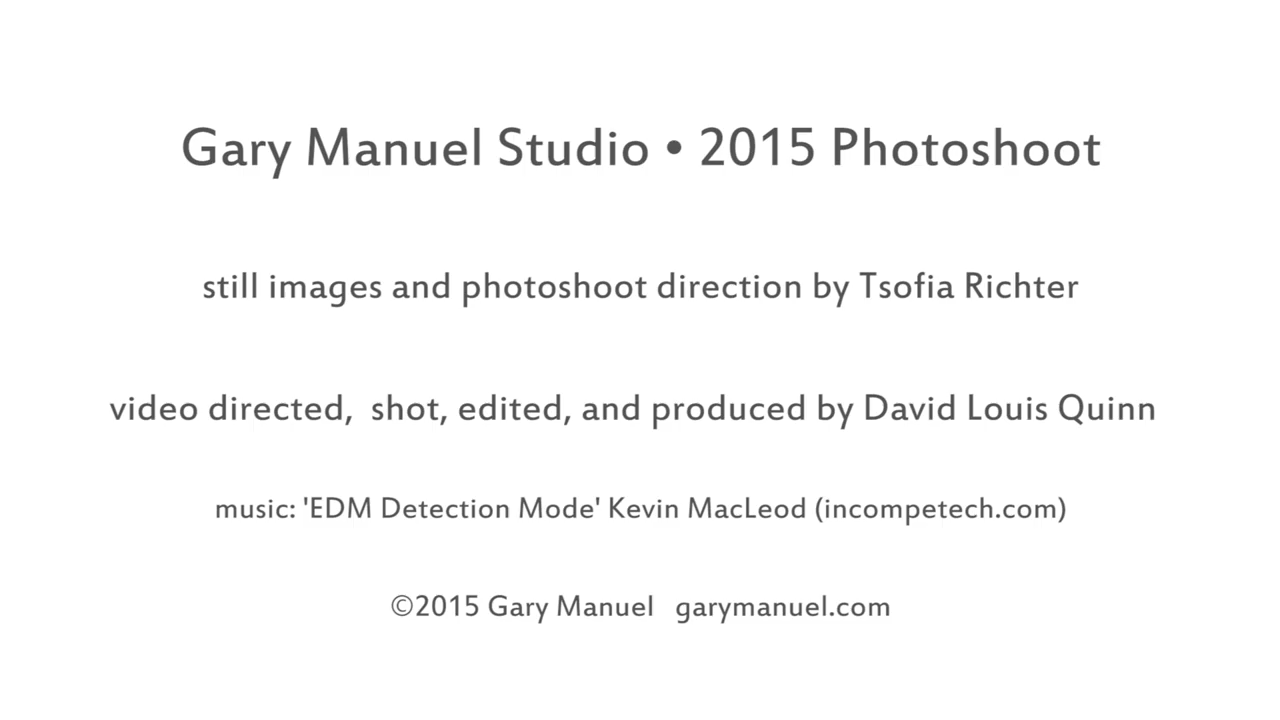 Gary Manuel Studio • 2015 Photoshoot
still images and photoshoot direction by Tsofia Richter
video directed,  shot, edited, and produced by David Louis Quinn
music: 'EDM Detection Mode' Kevin MacLeod (incompetech.com)
©2015 Gary Manuel   garymanuel.com